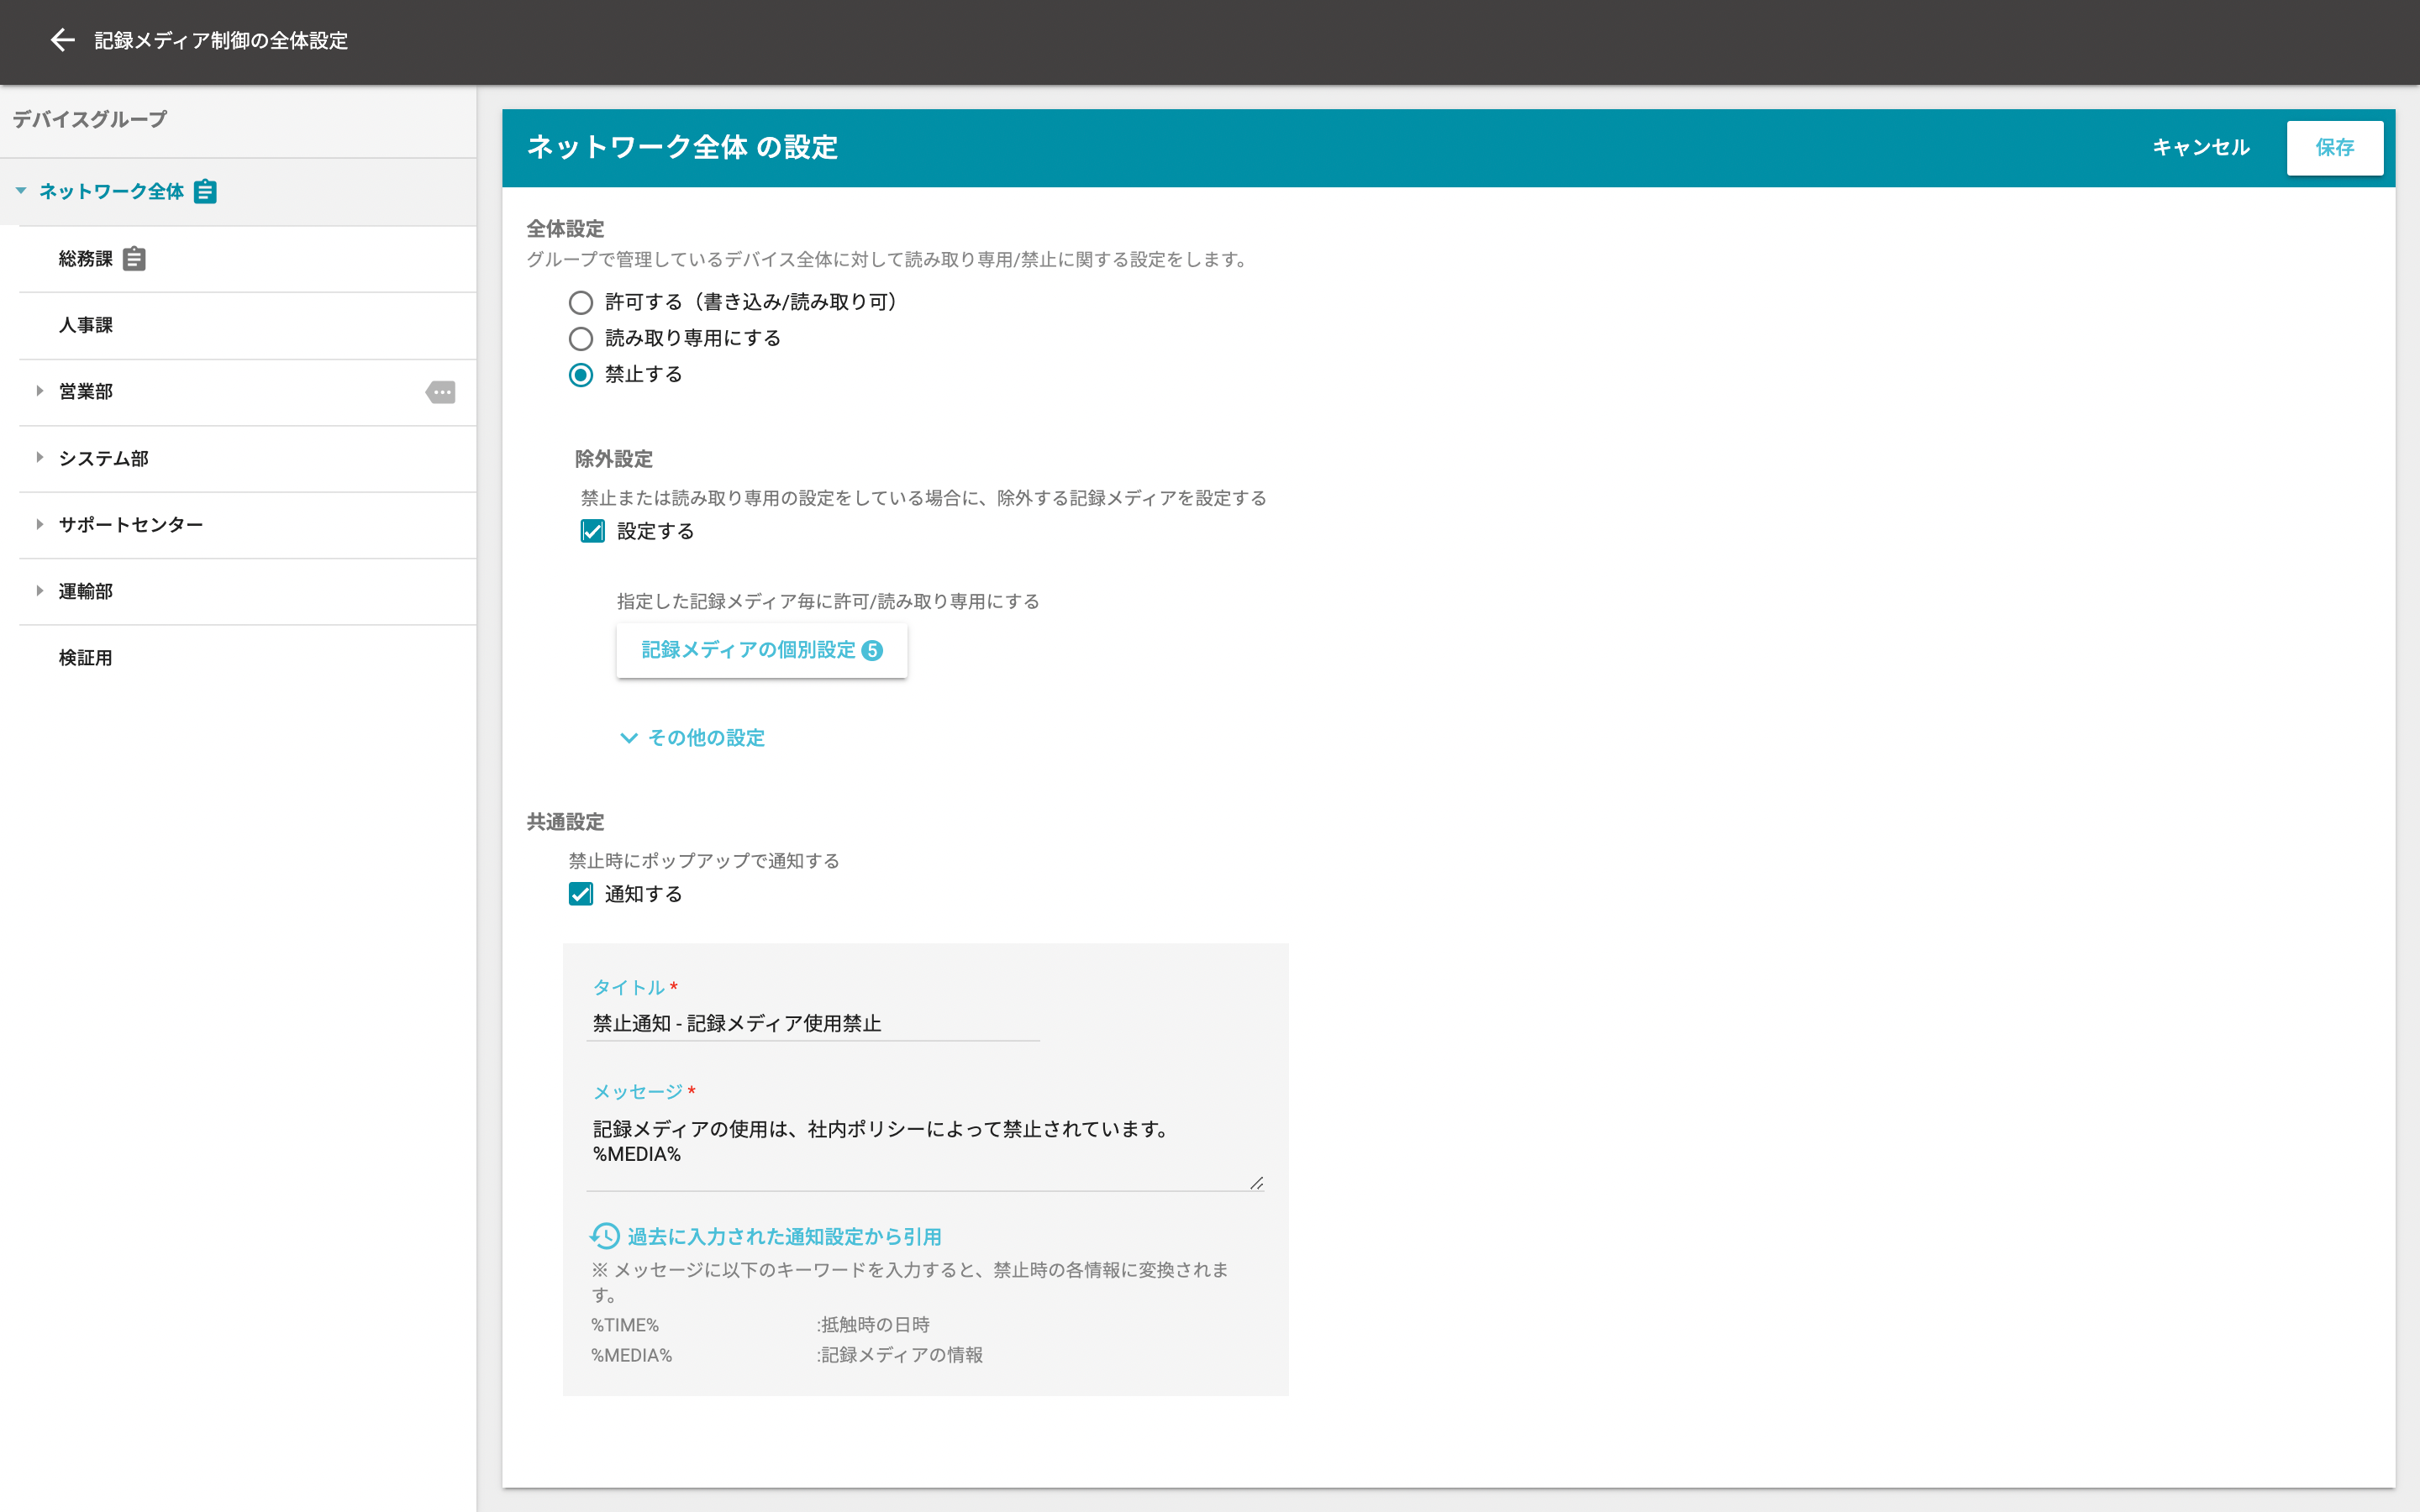 記録メディア制御の全体設定
デバイスグループ
ネットワーク全体
総務課
人事課
営業部
システム部
サポートセンター
運輸部
検証用
ネットワーク全体 の設定
キャンセル
保存
全体設定
グループで管理しているデバイス全体に対して読み取り専用/禁止に関する設定をします。
許可する（書き込み/読み取り可）
読み取り専用にする
禁止する
除外設定
禁止または読み取り専用の設定をしている場合に、除外する記録メディアを設定する
設定する
指定した記録メディア毎に許可/読み取り専用にする
記録メディアの個別設定 5
その他の設定
共通設定
禁止時にポップアップで通知する
通知する
タイトル *
禁止通知 - 記録メディア使用禁止
メッセージ *
記録メディアの使用は、社内ポリシーによって禁止されています。
%MEDIA%
過去に入力された通知設定から引用
※ メッセージに以下のキーワードを入力すると、禁止時の各情報に変換されま
す。
%TIME% :抵触時の日時
%MEDIA% :記録メディアの情報